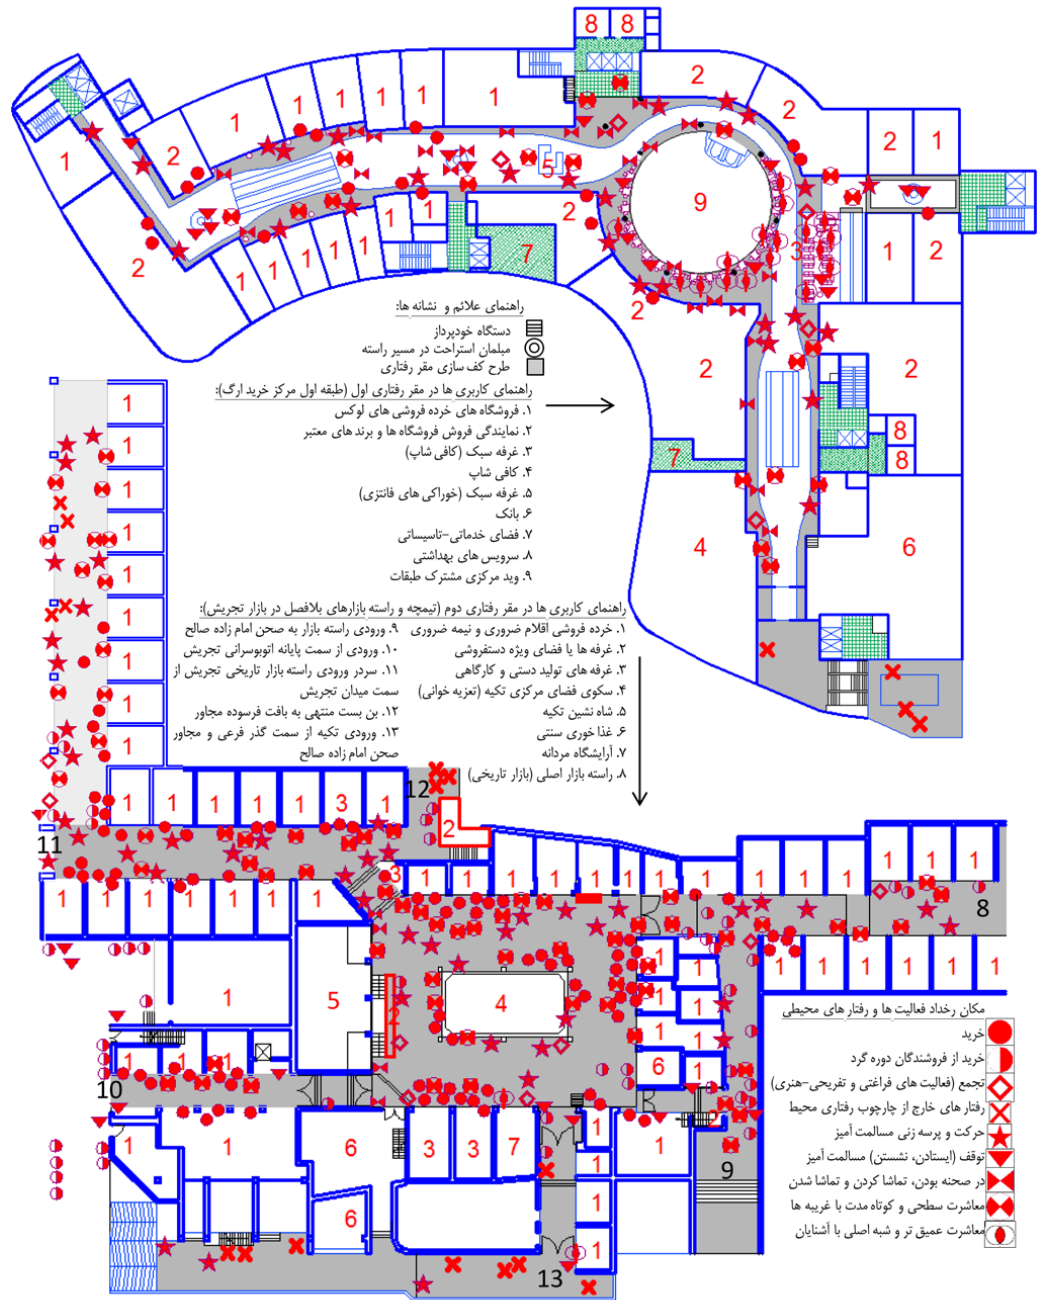 راهنمای علائم و نشانه ها:
دستگاه خودپرداز
مبلمان استراحت در مسیر راسته
طرح کف سازی مقر رفتاری
راهنمای کاربری ها در مقر رفتاری اول (طبقه اول مرکز خرید ارگ):
۱. فروشگاه های خرده فروشی های لوکس
۲. نمایندگی فروش فروشگاه ها و برند های معتبر
۳. غرفه سبک (کافی شاپ)
۴. کافی شاپ
۵. غرفه سبک (خوراکی های فانتزی)
۶. بانک
۷. فضای خدماتی-تاسیساتی
۸. سرویس های بهداشتی
۹. وید مرکزی مشترک طبقات
راهنمای کاربری ها در مقر رفتاری دوم (تیمچه و راسته بازارهای بلافصل در بازار تجریش):
۱. خرده فروشی اقلام ضروری و نیمه ضروری
۲. غرفه ها یا فضای ویژه دستفروشی
۳. غرفه های تولید دستی و کارگاهی
۴. سکوی فضای مرکزی تکیه (تعزیه خوانی)
۵. شاه نشین تکیه
۶. غذاخوری سنتی
۷. آرایشگاه مردانه
۸. راسته بازار اصلی (بازار تاریخی)
۹. ورودی راسته بازار به صحن امام زاده صالح
۱۰. ورودی از سمت پایانه اتوبوسرانی تجریش
۱۱. سردر ورودی راسته بازار تاریخی تجریش از
سمت میدان تجریش
۱۲. بن بست منتهی به بافت فرسوده مجاور
۱۳. ورودی تکیه از سمت گذر فرعی و مجاور
صحن امام زاده صالح
مکان رخداد فعالیت ها و رفتار های محیطی
خرید
خرید از فروشندگان دوره گرد
تجمع (فعالیت های فراغتی و تفریحی-هنری)
رفتار های خارج از چارچوب رفتاری محیط
حرکت و پرسه زنی مسالمت آمیز
توقف (ایستادن، نشستن) مسالمت آمیز
در صحنه بودن، تماشا کردن و تماشا شدن
معاشرت سطحی و کوتاه مدت با غریبه ها
معاشرت عمیق تر و شبه اصلی با آشنایان